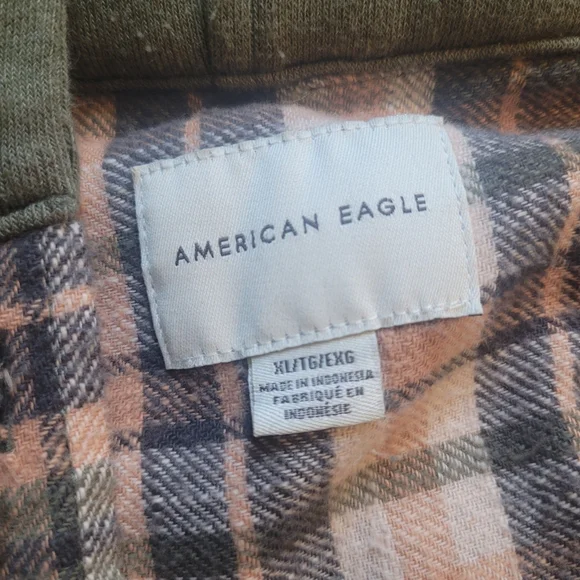 AMERICAN EAGLE
XL/TG/EXG
MADE IN INDONESIA
FABRIQUÉ EN
INDONÉSIE